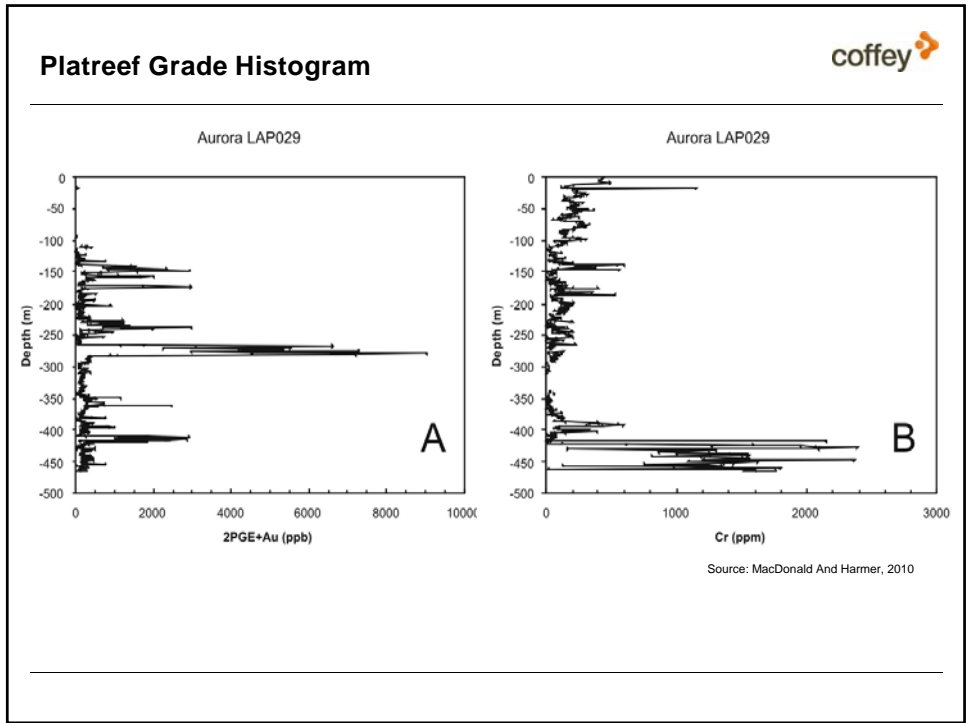 Platreef Grade Histogram
coffey
Aurora LAP029
0
-50
-100
-150
-200
-250
-300
-350
-400
-450
-500
Depth (m)
A
0 2000 4000 6000 8000 10000
2PGE+Au (ppb)
Aurora LAP029
0
-50
-100
-150
-200
-250
-300
-350
-400
-450
-500
Depth (m)
B
0 1000 2000 3000
Cr (ppm)
Source: MacDonald And Harmer, 2010